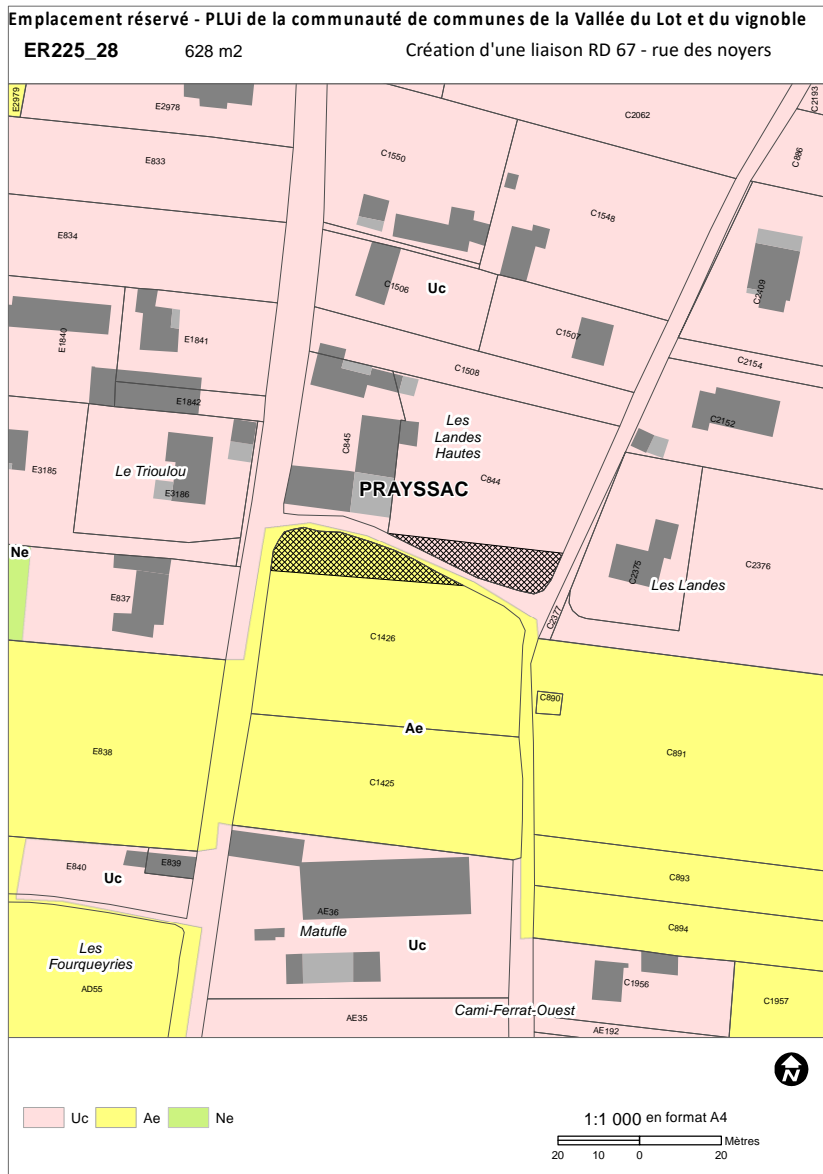 Emplacement réservé - PLUi de la communauté de communes de la Vallée du Lot et du vignoble
ER225_28 628 m2 Création d'une liaison RD 67 - rue des noyers
E2979
E2978
C2062
C2193
C1550
C886
E833
C1548
E834
C2409
C1506
Uc
E1840
E1841
C1507
C2154
C1508
E1842
C2152
Les
Landes
Hautes
C845
E3185
Le Trioulou
C844
E3186
PRAYSSAC
Ne
C2375
C2376
Les Landes
E837
C2377
C1426
C890
Ae
E838
C891
C1425
E840
E839
Uc
C893
AE36
C894
Matufle
Uc
Les
Fourqueyries
C1956
AD55
C1957
Cami-Ferrat-Ouest
AE35
AE192
N
Uc Ae Ne
1:1 000 en format A4
Mètres
20 10 0 20